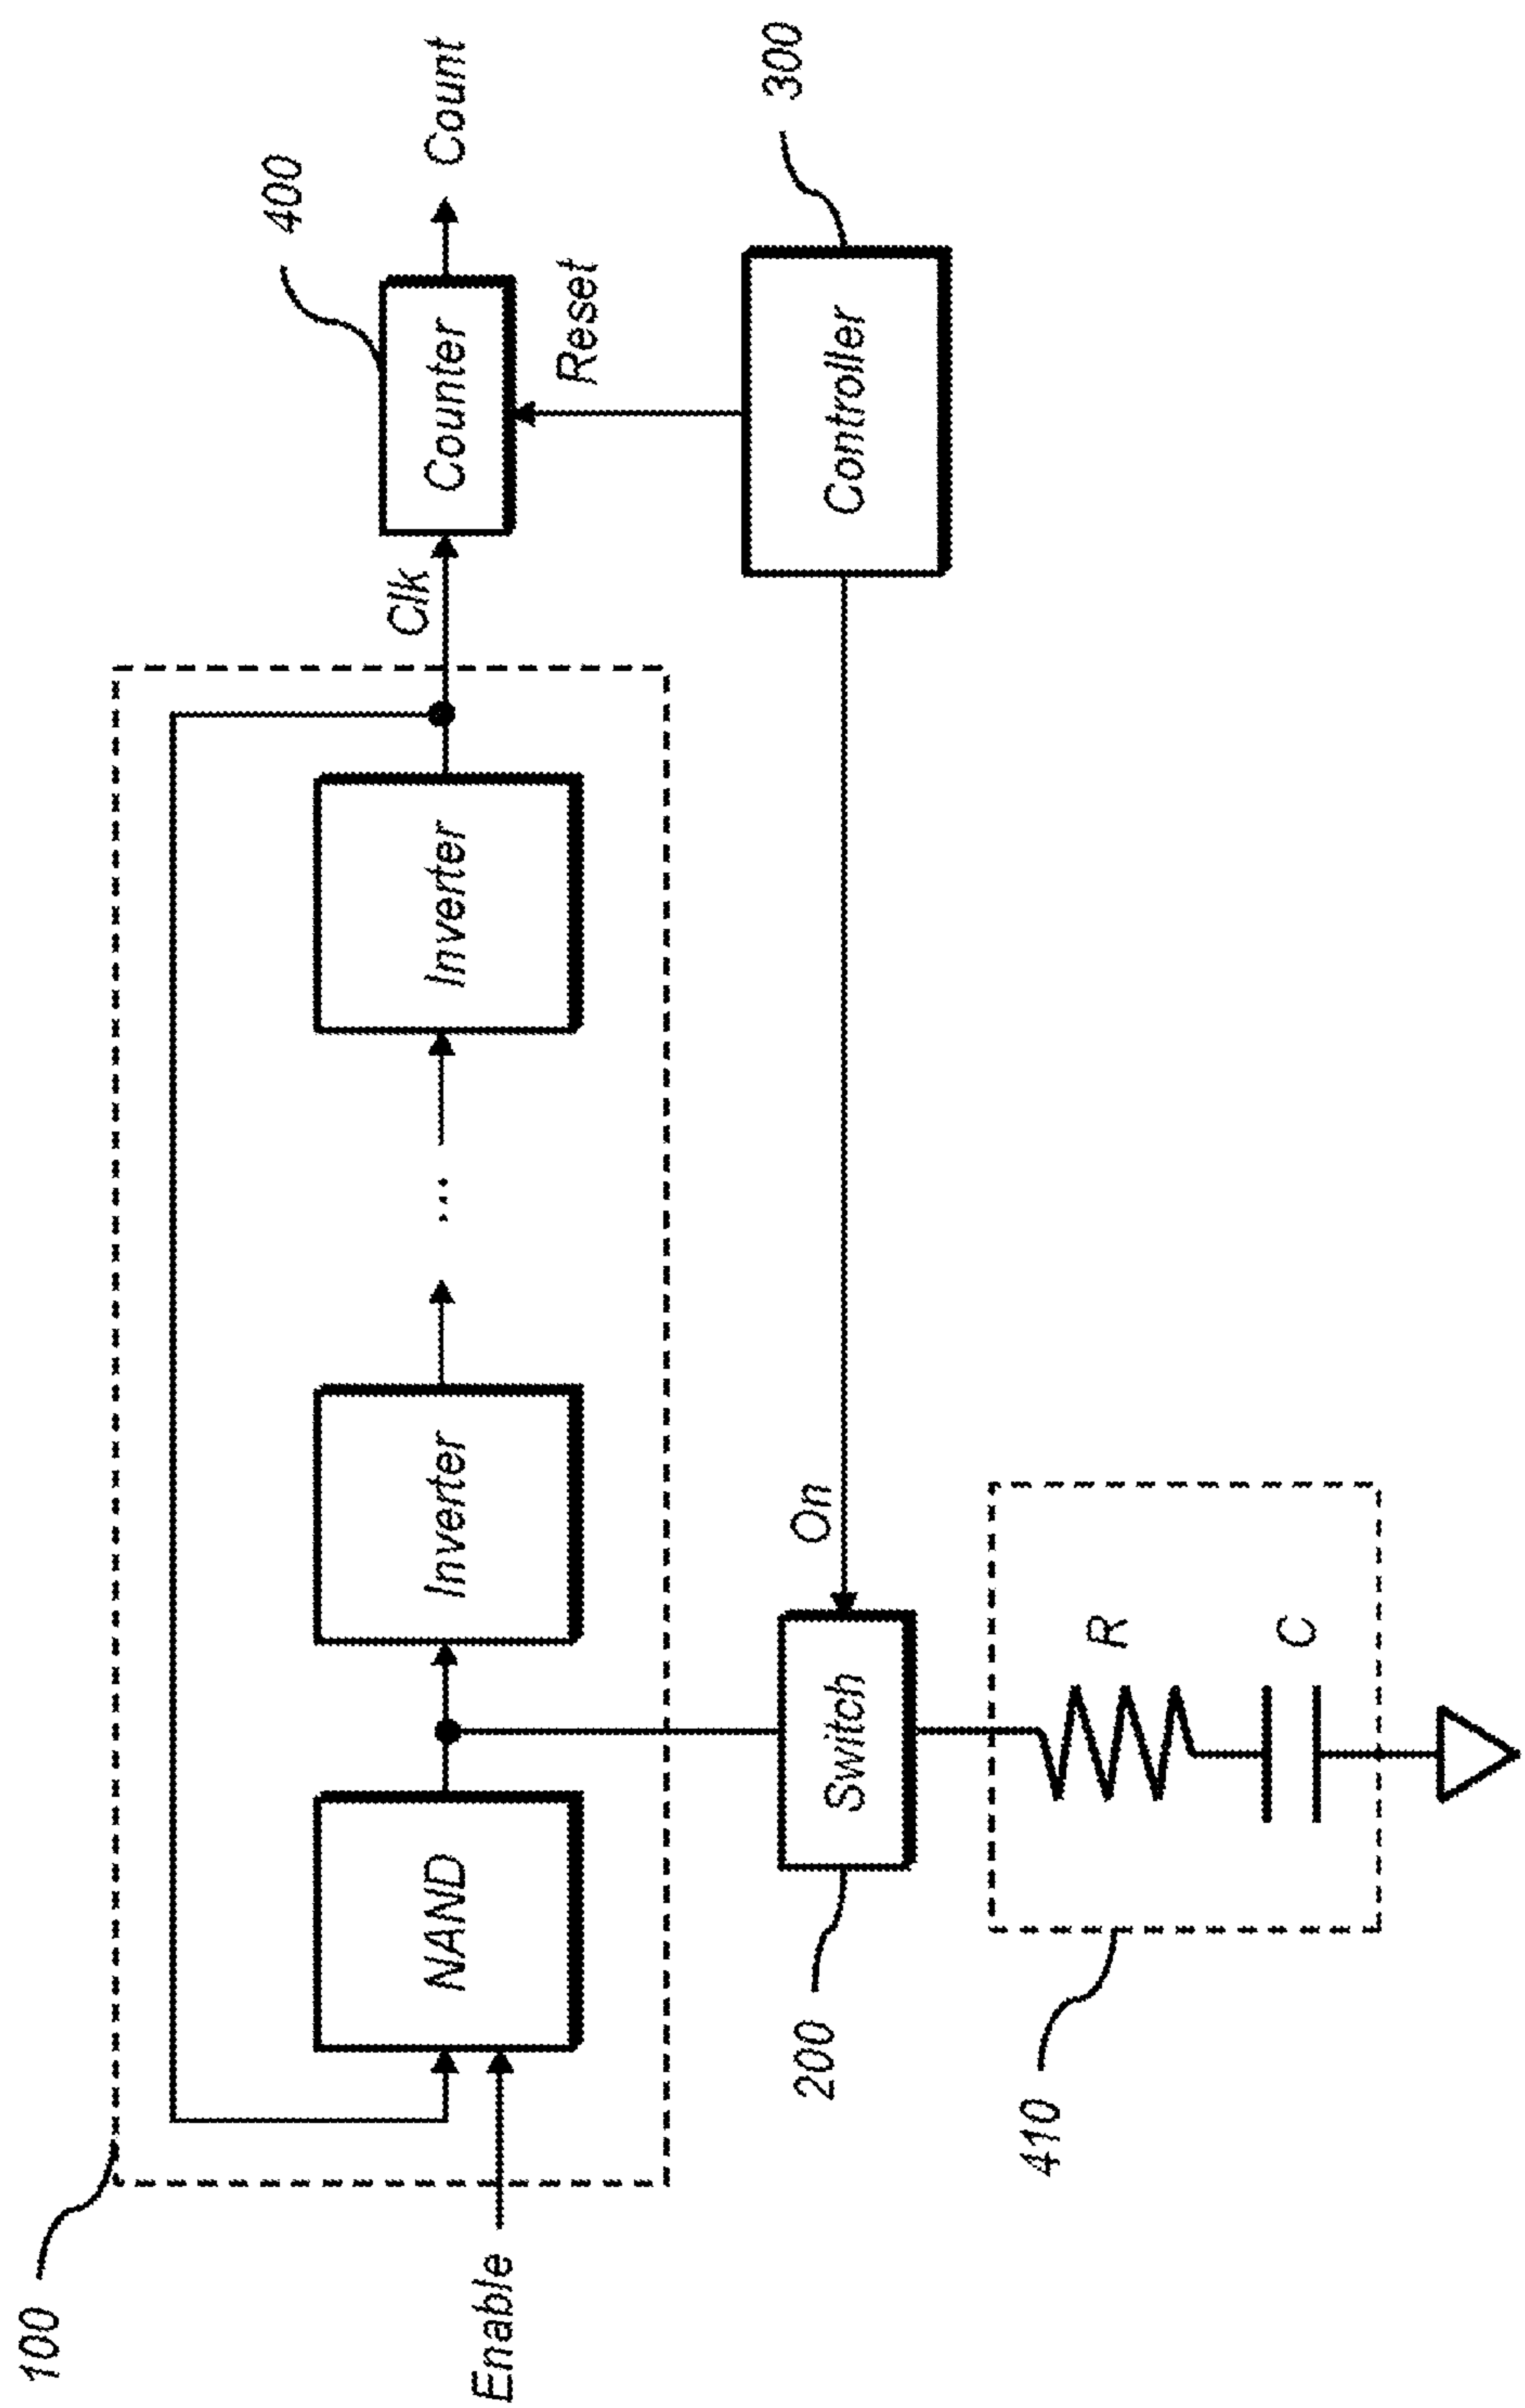 100
400
Count
Clk
Counter
NAND
Inverter
...
Inverter
Enable
Reset
300
On
Controller
200
Switch
410
R
C